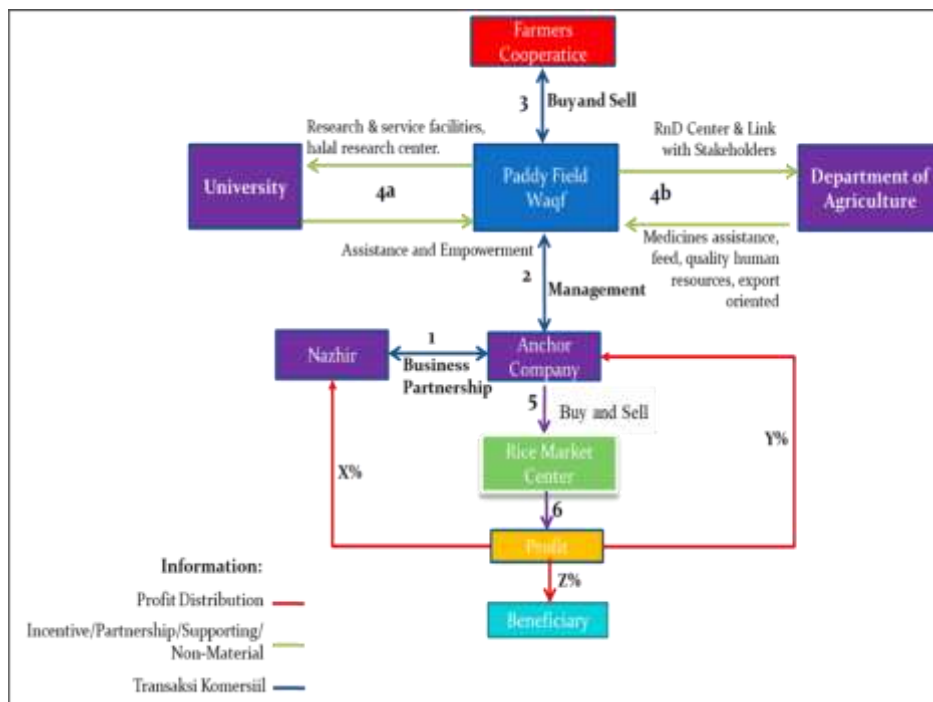 Farmers
Cooperatice
3
Buy and Sell
Research & service facilities,
halal research center.
RnD Center & Link
with Stakeholders
University
4a
Paddy Field
Waqf
4b
Department of
Agriculture
Assistance and Empowerment
Medicines assistance,
feed, quality human
resources, export
oriented
2
Management
Nazhir
1
Business
Partnership
Anchor
Company
5
Buy and Sell
Y%
Rice Market
Center
X%
6
Profit
Z%
Beneficiary
Information:
Profit Distribution
Incentive/Partnership/Supporting/
Non-Material
Transaksi Komersiil